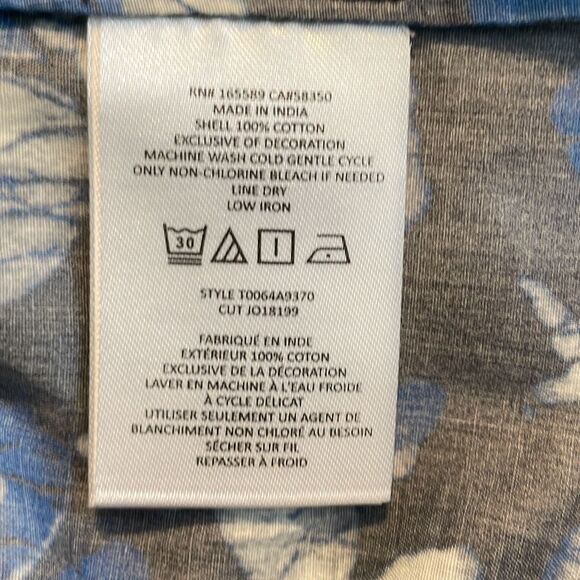 RN# 165589 CA#58350
MADE IN INDIA
SHELL 100% COTTON
EXCLUSIVE OF DECORATION
MACHINE WASH COLD GENTLE CYCLE
ONLY NON-CHLORINE BLEACH IF NEEDED
LINE DRY
LOW IRON
30
STYLE T0064A9370
CUT JO18199
FABRIQUÉ EN INDE
EXTÉRIEUR 100% COTON
EXCLUSIVE DE LA DÉCORATION
LAVER EN MACHINE À L'EAU FROIDE
À CYCLE DÉLICAT
UTILISER SEULEMENT UN AGENT DE
BLANCHIMENT NON CHLORÉ AU BESOIN
SÉCHER SUR FIL
REPASSER À FROID